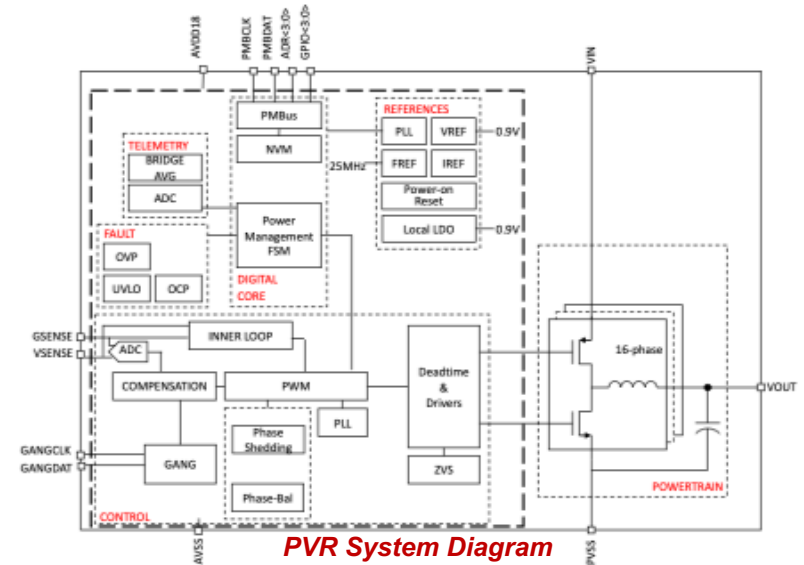 AVDD18
PMBCLK
PMBDAT
ADR<3:0>
GPIO<3:0>
VIN
PMBus
NVM
REFERENCES
PLL
VREF
0.9V
25MHz
FREF
IREF
Power-on
Reset
Local LDO
0.9V
TELEMETRY
BRIDGE
AVG
ADC
Power
Management
FSM
DIGITAL
CORE
FAULT
OVP
UVLO
OCP
GSENSE
VSENSE
ADC
INNER LOOP
COMPENSATION
PWM
Deadtime
&
Drivers
16-phase
VOUT
PLL
Phase
Shedding
GANGCLK
GANGDAT
GANG
ZVS
Phase-Bal
POWERTRAIN
CONTROL
AVSS
PVSS
PVR System Diagram